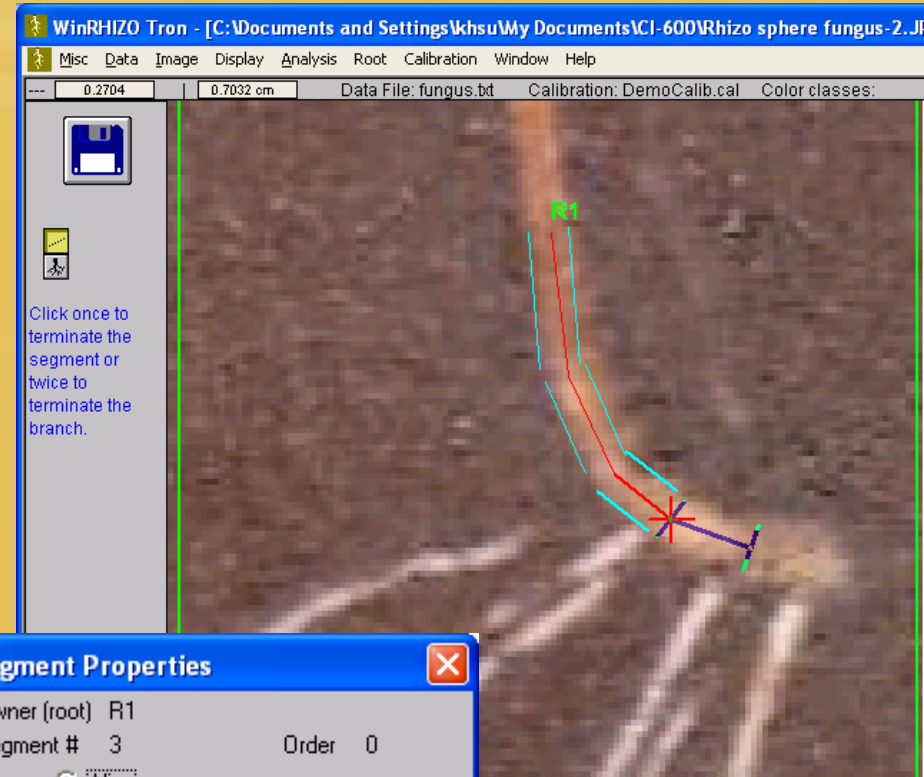 WinRHIZO Tron - [C:\Documents and Settings\khsu\My Documents\CI-600\Rhizo sphere fungus-2.JP
Misc Data Image Display Analysis Root Calibration Window Help
--- 0.2704 | 0.7032 cm Data File: fungus.txt Calibration: DemoCalib.cal Color classes:
R1
Click once to
terminate the
segment or
twice to
terminate the
branch.
gment Properties
wner (root) R1
egment # 3 Order 0